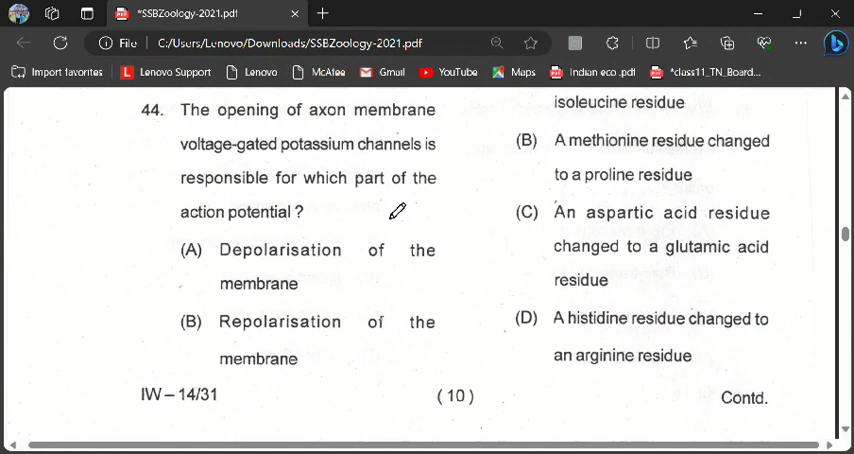 *SSBZoology-2021.pdf
File C:/Users/Lenovo/Downloads/SSBZoology-2021.pdf
Import favorites Lenovo Support Lenovo McAfee Gmail YouTube Maps Indian eco .pdf *class11_TN_Board...
44. The opening of axon membrane
voltage-gated potassium channels is
responsible for which part of the
action potential ?
(A) Depolarisation of the
membrane
(B) Repolarisation of the
membrane
isoleucine residue
(B) A methionine residue changed
to a proline residue
(C) An aspartic acid residue
changed to a glutamic acid
residue
(D) A histidine residue changed to
an arginine residue
IW – 14/31 ( 10 ) Contd.